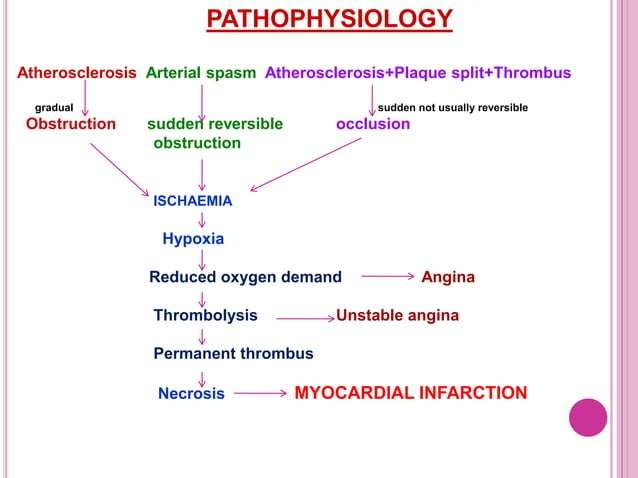 PATHOPHYSIOLOGY
Atherosclerosis Arterial spasm Atherosclerosis+Plaque split+Thrombus
gradual sudden not usually reversible
Obstruction sudden reversible occlusion
obstruction
ISCHAEMIA
Hypoxia
Reduced oxygen demand Angina
Thrombolysis Unstable angina
Permanent thrombus
Necrosis MYOCARDIAL INFARCTION